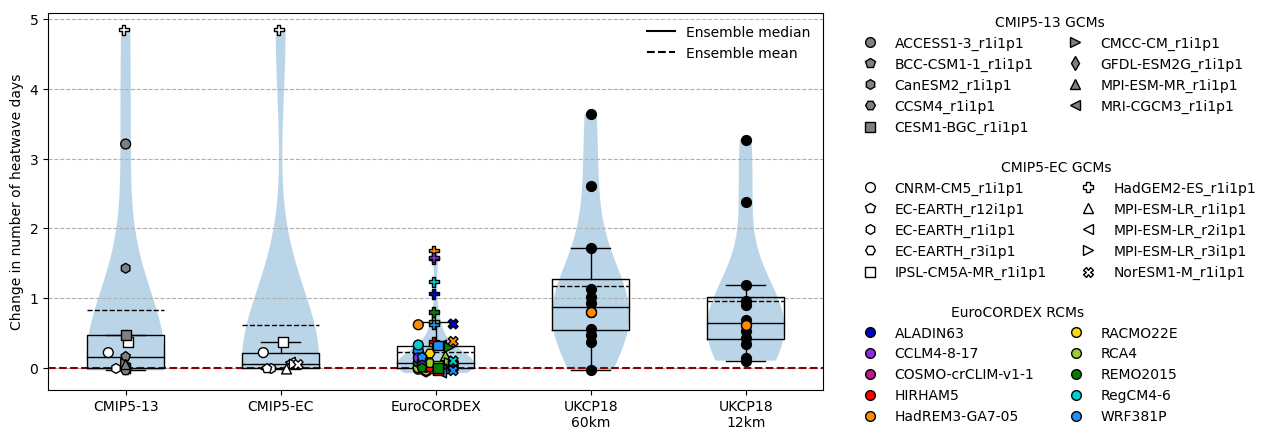 Change in number of heatwave days
5
4
3
2
1
0
Ensemble median
Ensemble mean
CMIP5-13
CMIP5-EC
EuroCORDEX
UKCP18
60km
UKCP18
12km
CMIP5-13 GCMs
ACCESS1-3_r1i1p1
BCC-CSM1-1_r1i1p1
CanESM2_r1i1p1
CCSM4_r1i1p1
CESM1-BGC_r1i1p1
CMCC-CM_r1i1p1
GFDL-ESM2G_r1i1p1
MPI-ESM-MR_r1i1p1
MRI-CGCM3_r1i1p1
CMIP5-EC GCMs
CNRM-CM5_r1i1p1
EC-EARTH_r12i1p1
EC-EARTH_r1i1p1
EC-EARTH_r3i1p1
IPSL-CM5A-MR_r1i1p1
HadGEM2-ES_r1i1p1
MPI-ESM-LR_r1i1p1
MPI-ESM-LR_r2i1p1
MPI-ESM-LR_r3i1p1
NorESM1-M_r1i1p1
EuroCORDEX RCMs
ALADIN63
CCLM4-8-17
COSMO-crCLIM-v1-1
HIRHAM5
HadREM3-GA7-05
RACMO22E
RCA4
REMO2015
RegCM4-6
WRF381P